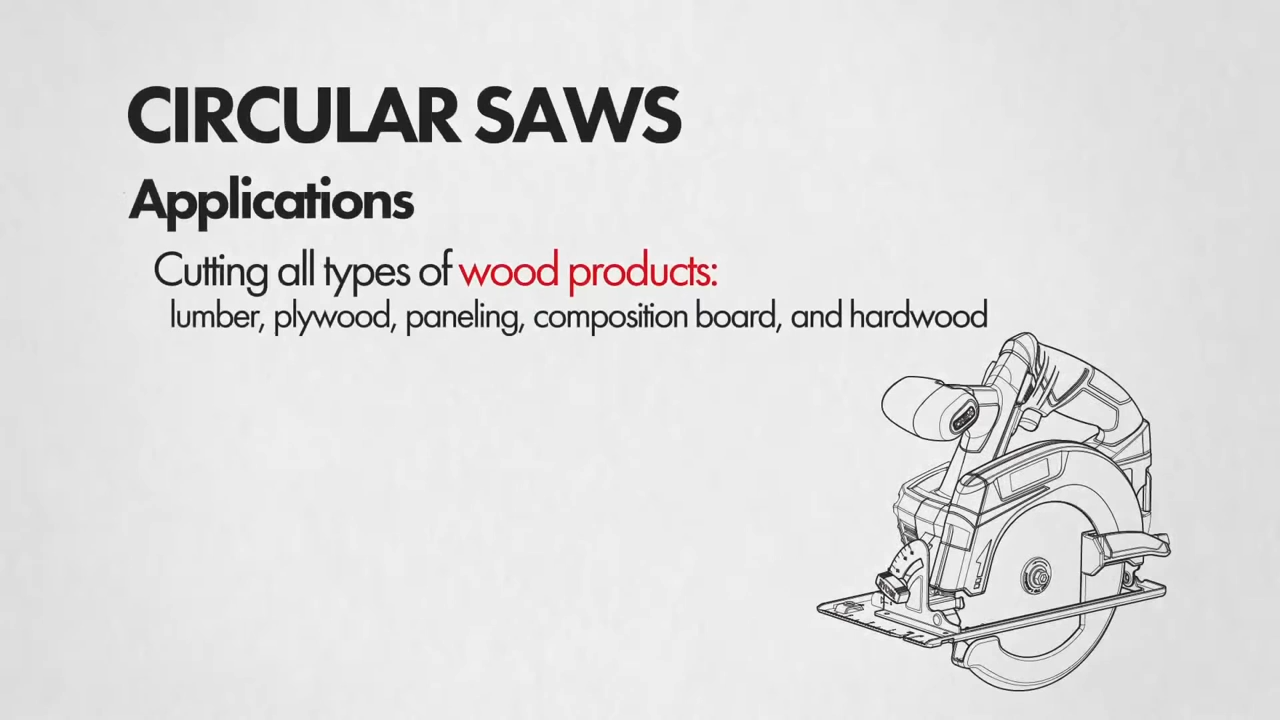 CIRCULAR SAWS
Applications
Cutting all types of wood products:
lumber, plywood, paneling, composition board, and hardwood